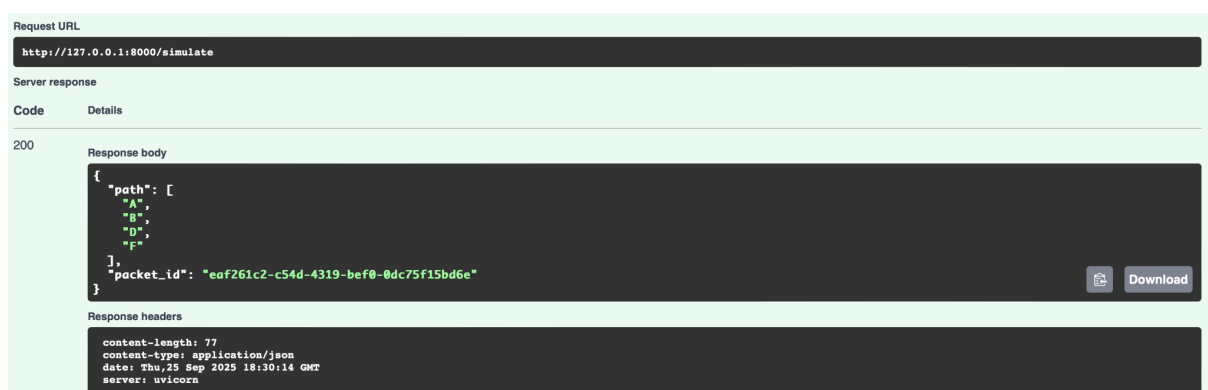 Request URL
http://127.0.0.1:8000/simulate
Server response
Code Details
200
Response body
{
  "path": [
    "A",
    "B",
    "D",
    "F"
  ],
  "packet_id": "eaf261c2-c54d-4319-bef0-0dc75f15bd6e"
}
Download
Response headers
content-length: 77
content-type: application/json
date: Thu,25 Sep 2025 18:30:14 GMT
server: uvicorn